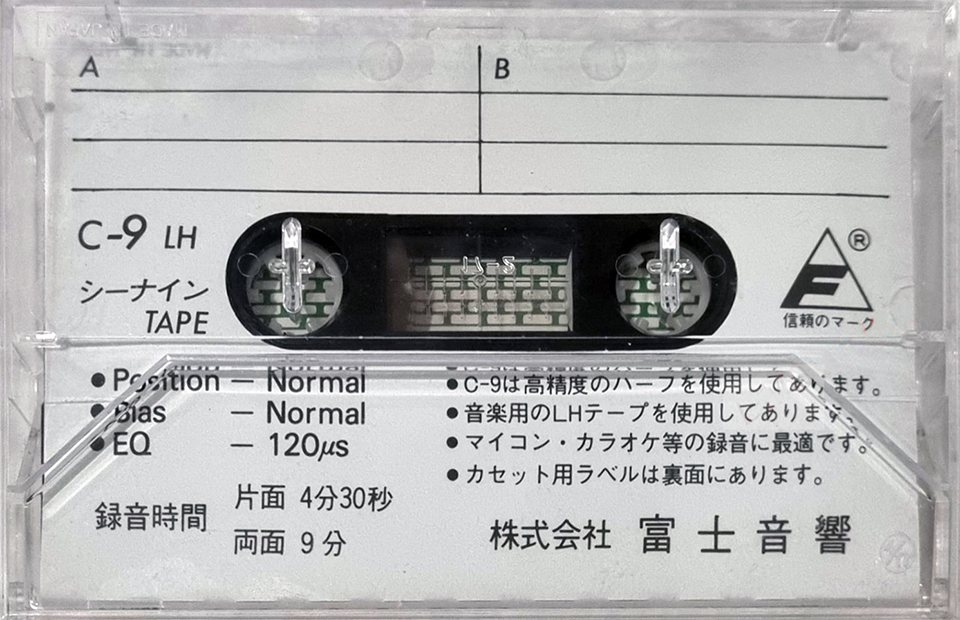 A
B
C-9 LH
シーナイン
TAPE
F ®
信頼のマーク
● Position — Normal
● Bias — Normal
● EQ — 120μs
録音時間
片面 4分30秒
両面 9分
● C-9は高精度のハーフを使用してあります。
● 音楽用のLHテープを使用してあります。
● マイコン・カラオケ等の録音に最適です。
● カセット用ラベルは裏面にあります。
株式会社 富士音響